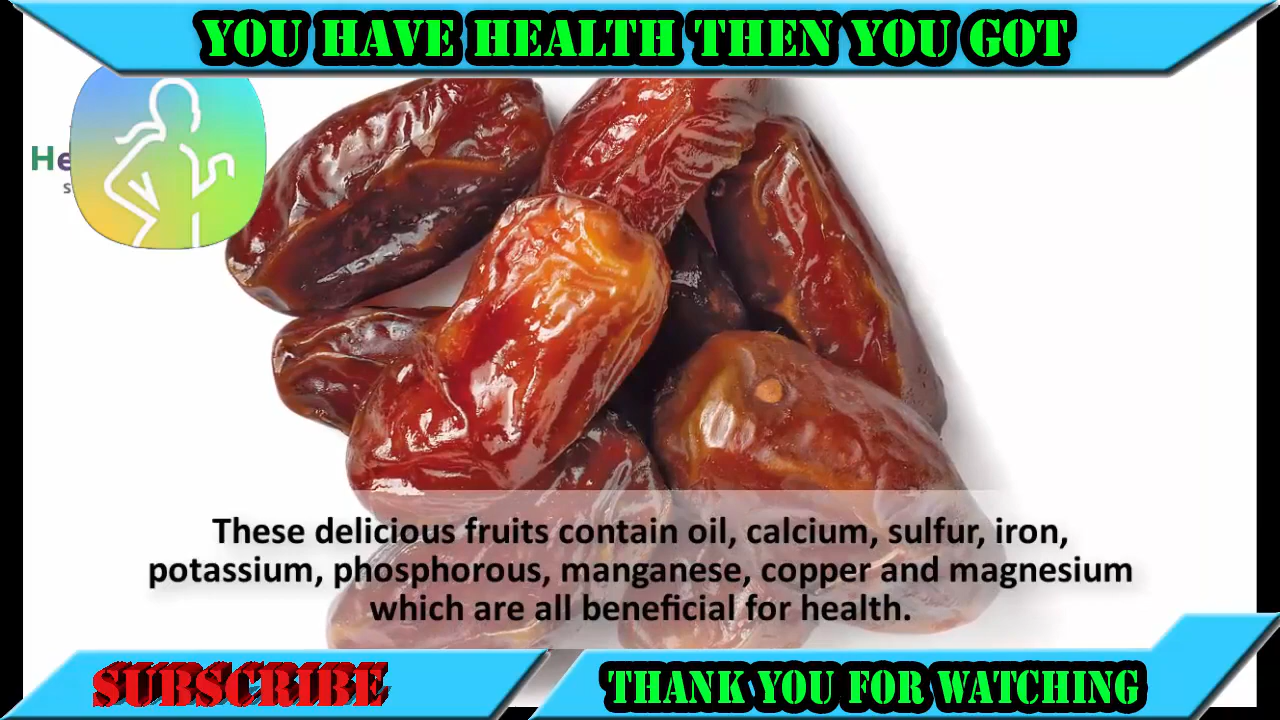 YOU HAVE HEALTH THEN YOU GOT
He
s
These delicious fruits contain oil, calcium, sulfur, iron,
potassium, phosphorous, manganese, copper and magnesium
which are all beneficial for health.
SUBSCRIBE
THANK YOU FOR WATCHING